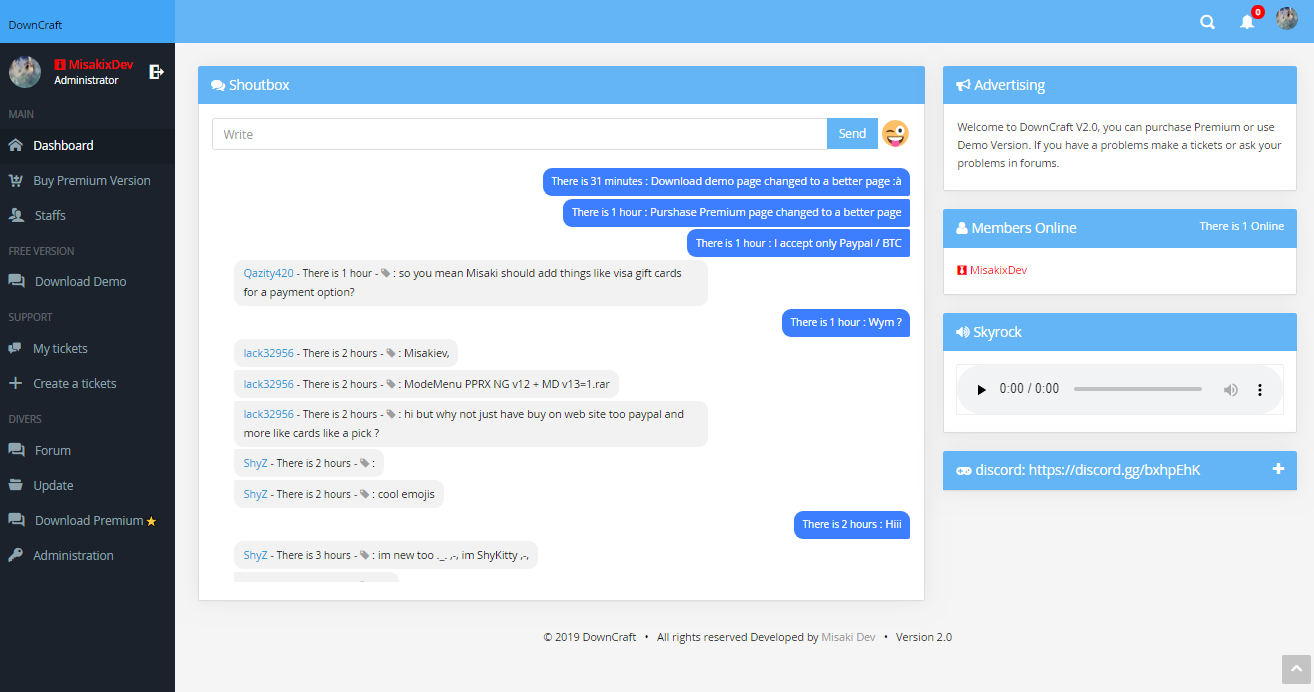 DownCraft
0
MisakixDev
Administrator
MAIN
Dashboard
Buy Premium Version
Staffs
FREE VERSION
Download Demo
SUPPORT
My tickets
Create a tickets
DIVERS
Forum
Update
Download Premium
Administration
Shoutbox
Write
Send
There is 31 minutes : Download demo page changed to a better page :à
There is 1 hour : Purshase Premium page changed to a better page
There is 1 hour : I accept only Paypal / BTC
Qazity420 - There is 1 hour - : so you mean Misaki should add things like visa gift cards
for a payment option?
There is 1 hour : Wym ?
lack32956 - There is 2 hours - : Misakiev,
lack32956 - There is 2 hours - : ModeMenu PPRX NG v12 + MD v13=1.rar
lack32956 - There is 2 hours - : hi but why not just have buy on web site too paypal and
more like cards like a pick ?
ShyZ - There is 2 hours - :
ShyZ - There is 2 hours - : cool emojis
There is 2 hours : Hiii
ShyZ - There is 3 hours - : im new too ._. ,-, im ShyKitty ,-,
Advertising
Welcome to DownCraft V2.0, you can purchase Premium or use
Demo Version. If you have a problems make a tickets or ask your
problems in forums.
Members Online
There is 1 Online
MisakixDev
Skyrock
0:00 / 0:00
discord: https://discord.gg/bxhpEhK
© 2019 DownCraft • All rights reserved Developed by Misaki Dev • Version 2.0